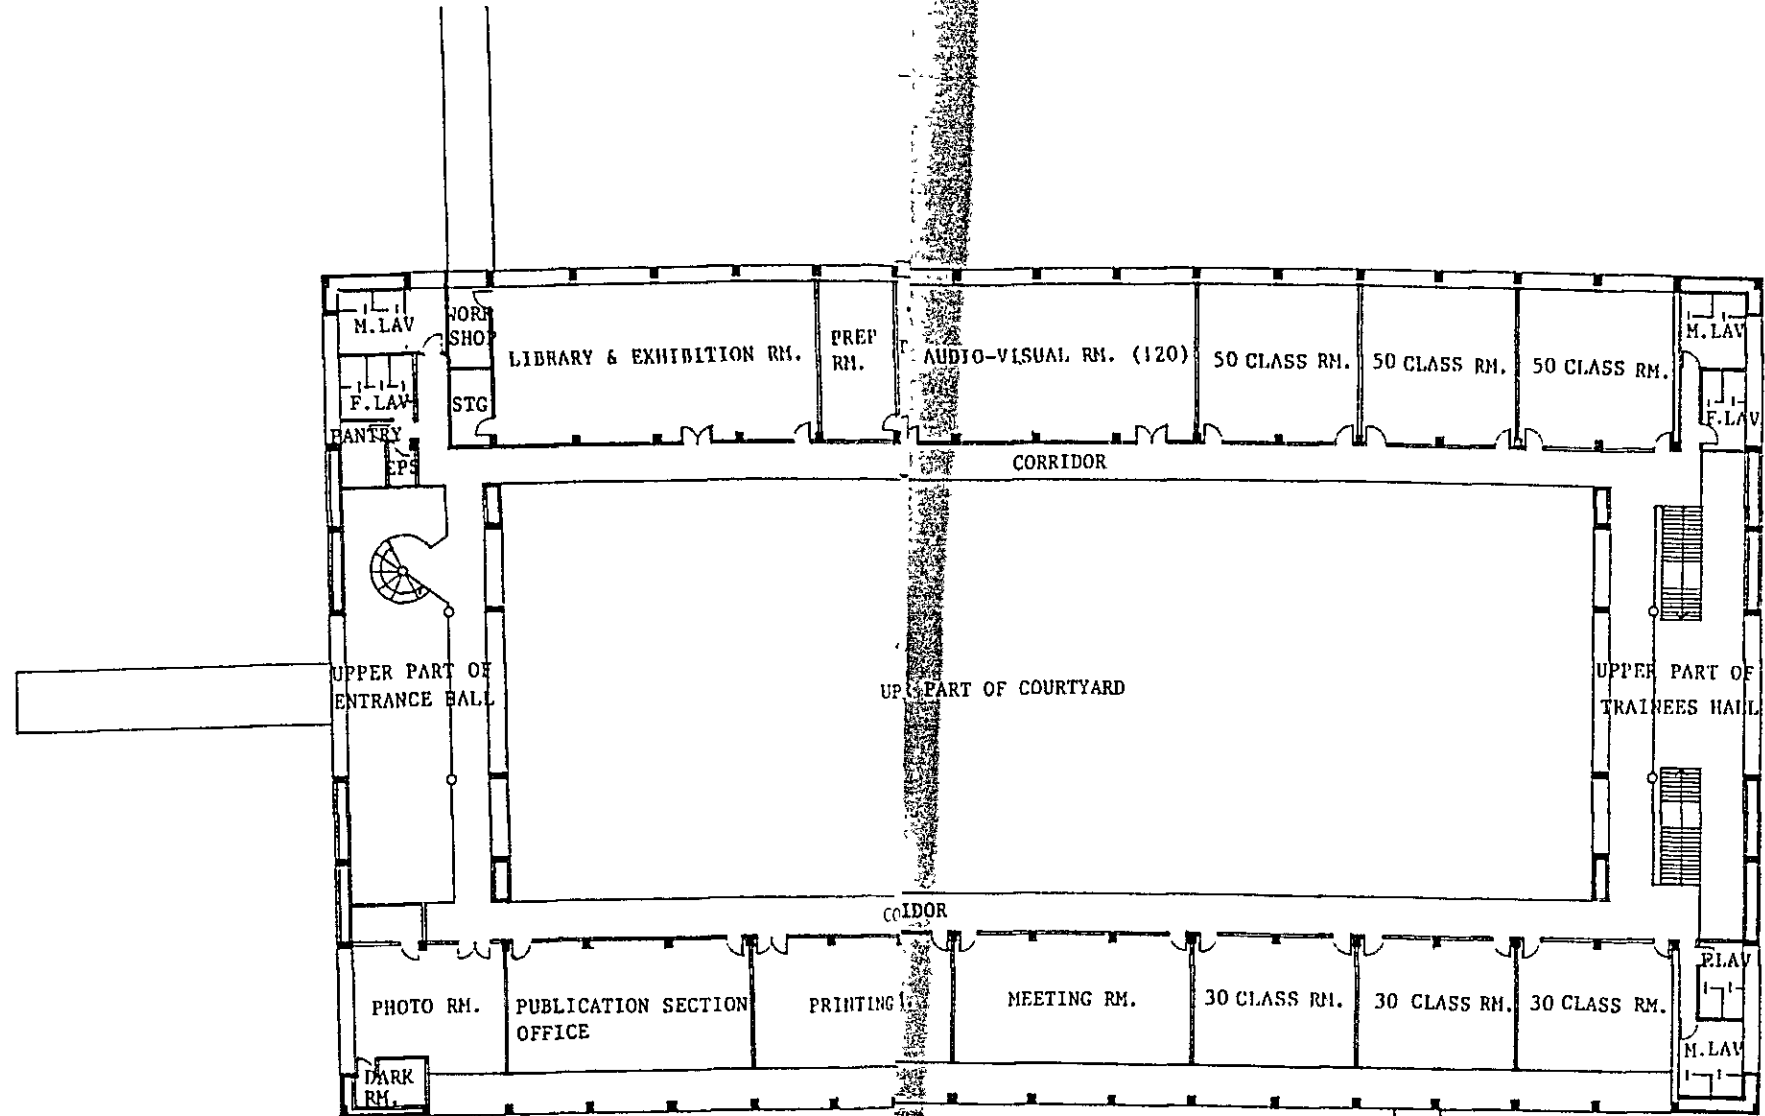 M.LAV
WORK
SHOP
LIBRARY & EXHIBITION RM.
PREP
RM.
AUDIO-VISUAL RM. (120)
50 CLASS RM.
50 CLASS RM.
50 CLASS RM.
M.LAV
F.LAV
STG
F.LAV
PANTRY
EPS
CORRIDOR
UPPER PART OF
ENTRANCE HALL
UP PART OF COURTYARD
UPPER PART OF
TRAINEES HALL
IDOR
PHOTO RM.
PUBLICATION SECTION
OFFICE
PRINTING
MEETING RM.
30 CLASS RM.
30 CLASS RM.
30 CLASS RM.
F.LAV
M.LAV
DARK
RM.